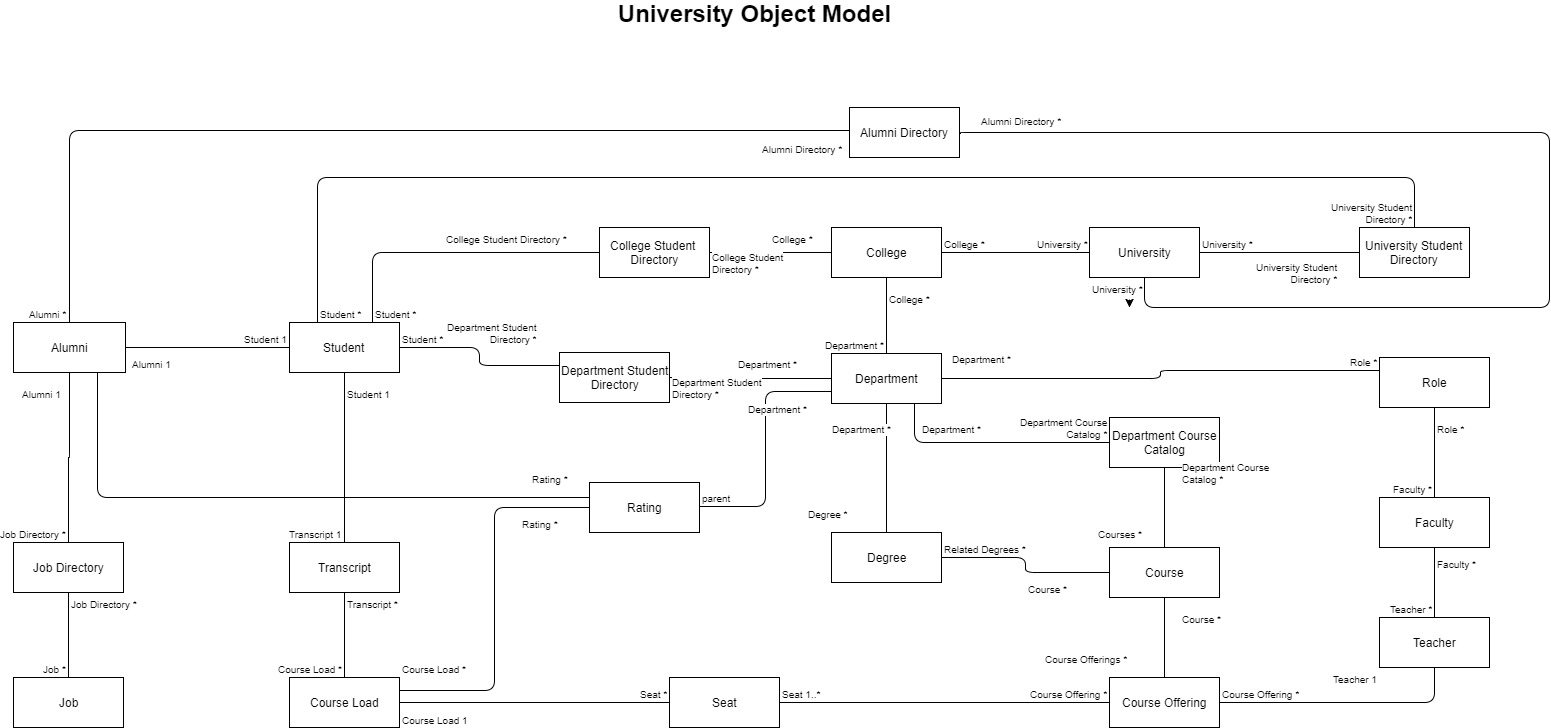 University Object Model
Alumni Directory *
Alumni Directory
Alumni Directory *
University Student
Directory *
College Student Directory *
College Student
Directory
College Student
Directory *
College *
College
College *
University *
University
University *
University Student
Directory
University Student
Directory *
University *
College *
Alumni *
Student *
Student *
Alumni
Alumni 1
Student 1
Student
Student *
Department Student
Directory *
Department *
Department Student
Directory
Department Student
Directory *
Department *
Department
Department *
Role *
Role
Alumni 1
Student 1
Department *
Department *
Department *
Department Course
Catalog *
Department Course
Catalog
Department Course
Catalog *
Role *
Rating *
Rating
parent
Rating *
Degree *
Faculty *
Faculty
Job Directory *
Transcript 1
Courses *
Job Directory
Transcript
Degree
Related Degrees *
Course *
Course
Faculty *
Job Directory *
Transcript *
Course *
Teacher *
Teacher
Job *
Course Load *
Course Load *
Course Offerings *
Teacher 1
Job
Course Load
Course Load 1
Seat *
Seat
Seat 1..*
Course Offering *
Course Offering
Course Offering *